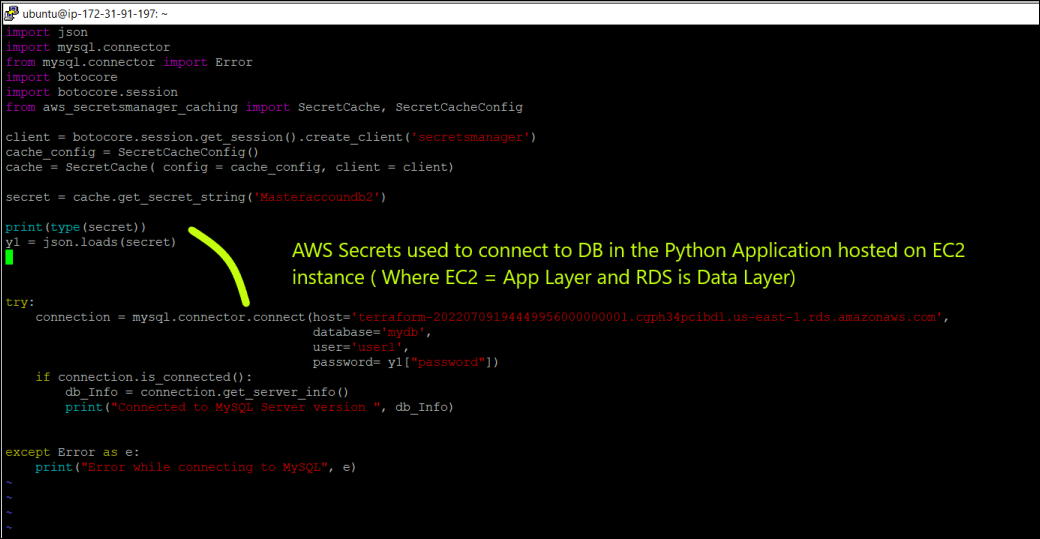 ubuntu@ip-172-31-91-197: ~
import json
import mysql.connector
from mysql.connector import Error
import botocore
import botocore.session
from aws_secretsmanager_caching import SecretCache, SecretCacheConfig
client = botocore.session.get_session().create_client('secretsmanager')
cache_config = SecretCacheConfig()
cache = SecretCache( config = cache_config, client = client)
secret = cache.get_secret_string('Masteraccoundb2')
print(type(secret))
y1 = json.loads(secret)
AWS Secrets used to connect to DB in the Python Application hosted on EC2
instance ( Where EC2 = App Layer and RDS is Data Layer)
try:
    connection = mysql.connector.connect(host='terraform-20220709194449956000000001.cgph34pcibdl.us-east-1.rds.amazonaws.com',
                                         database='mydb',
                                         user='user1',
                                         password= y1["password"])
    if connection.is_connected():
        db_Info = connection.get_server_info()
        print("Connected to MySQL Server version ", db_Info)
except Error as e:
    print("Error while connecting to MySQL", e)
~
~
~
~